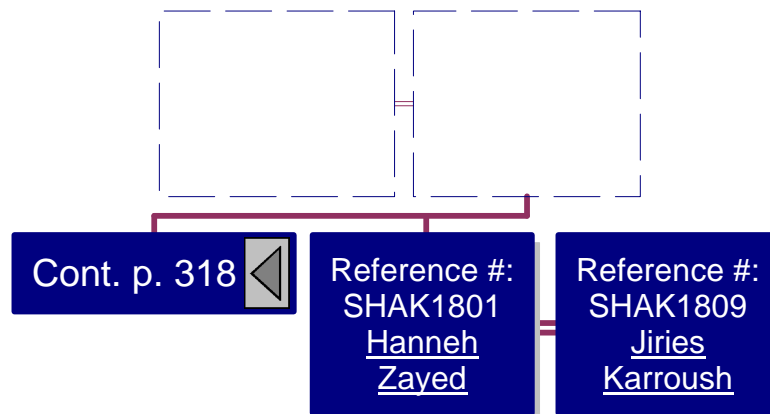 Cont. p. 318
Reference #:
SHAK1801
Hanneh
Zayed
Reference #:
SHAK1809
Jiries
Karroush